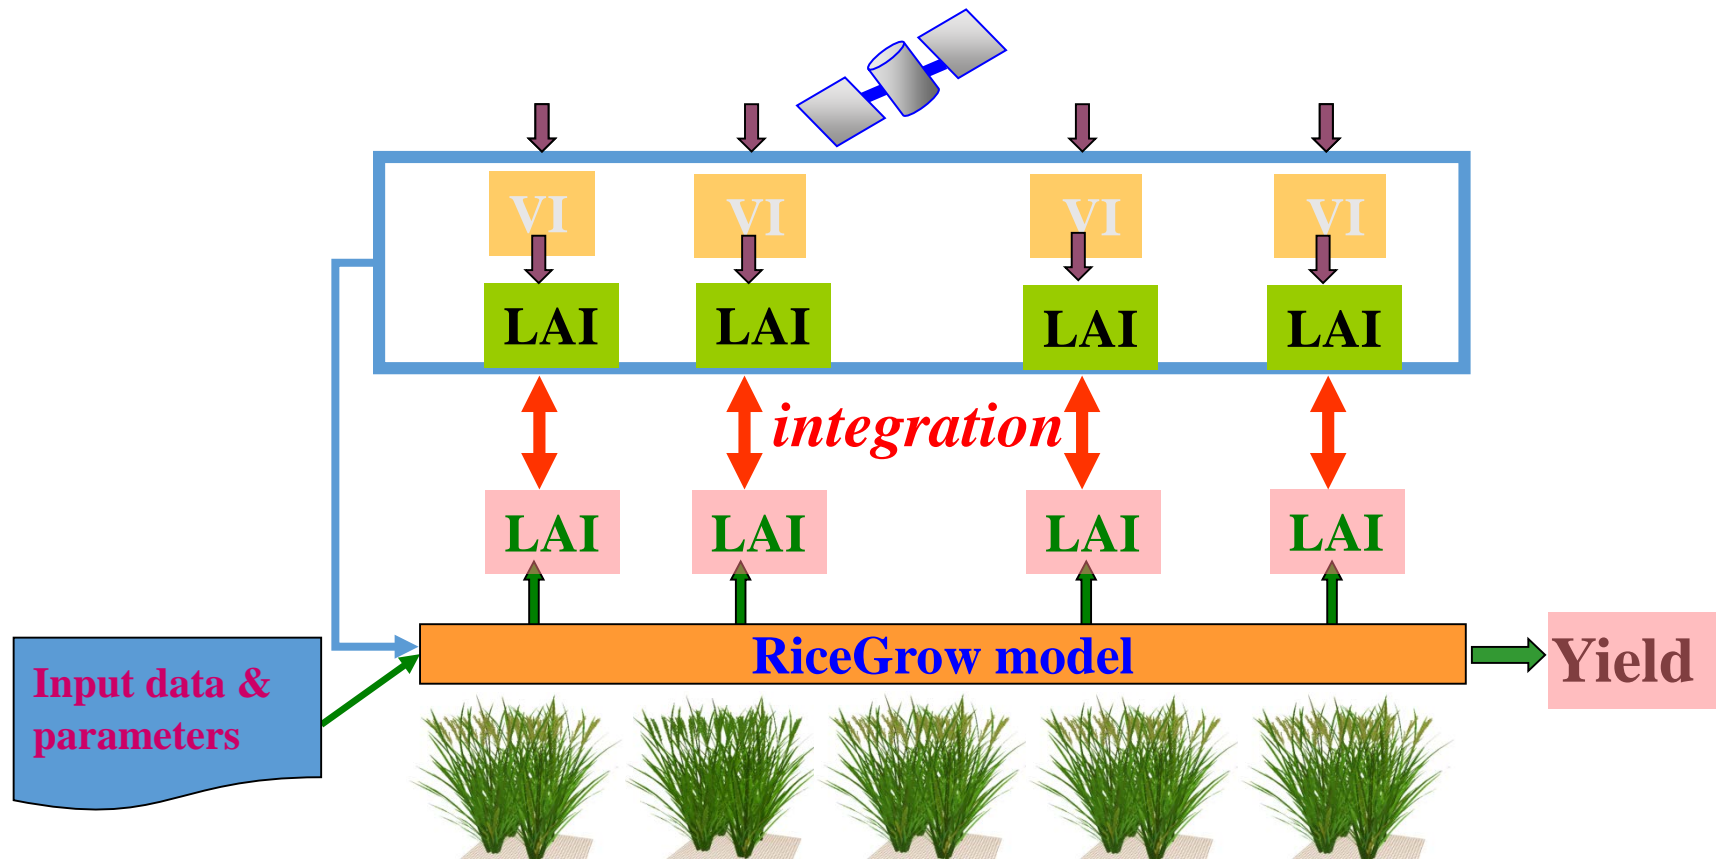 VI VI VI VI
LAI LAI LAI LAI
integration
LAI LAI LAI LAI
RiceGrow model
Yield
Input data &
parameters